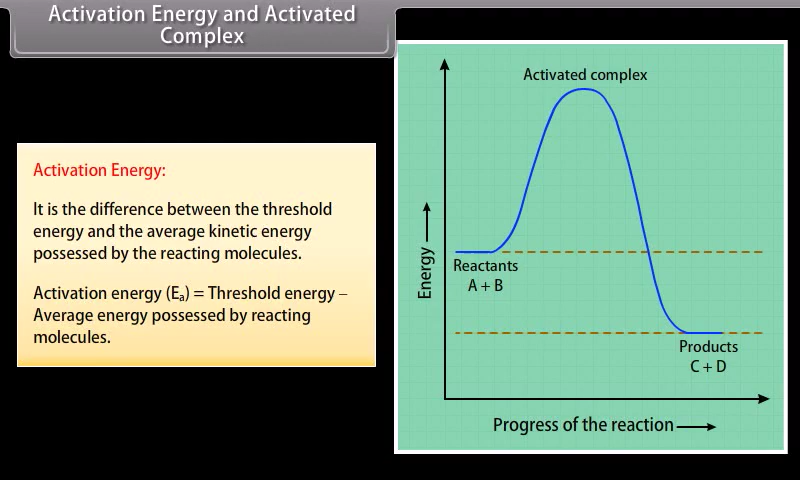 Activation Energy and Activated
Complex
Activation Energy:
It is the difference between the threshold
energy and the average kinetic energy
possessed by the reacting molecules.
Activation energy (Eₐ) = Threshold energy –
Average energy possessed by reacting
molecules.
Activated complex
Energy
Reactants
A + B
Products
C + D
Progress of the reaction